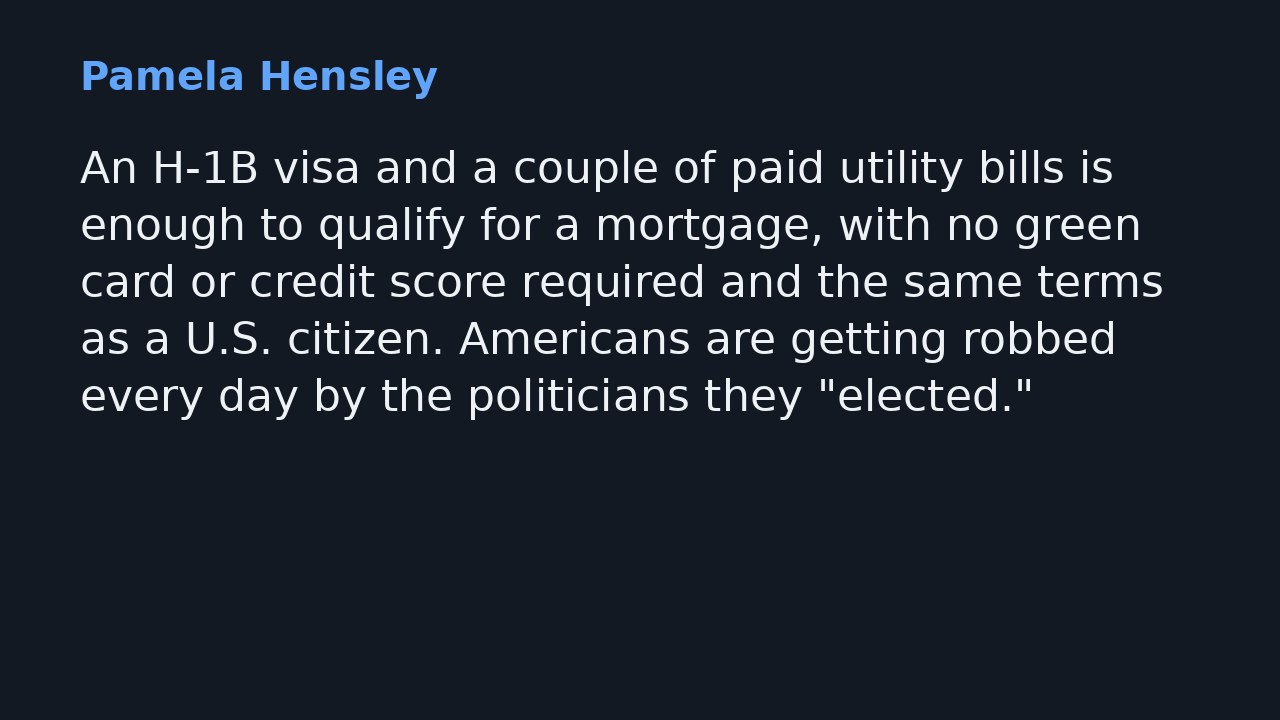 Pamela Hensley
An H-1B visa and a couple of paid utility bills is
enough to qualify for a mortgage, with no green
card or credit score required and the same terms
as a U.S. citizen. Americans are getting robbed
every day by the politicians they "elected."